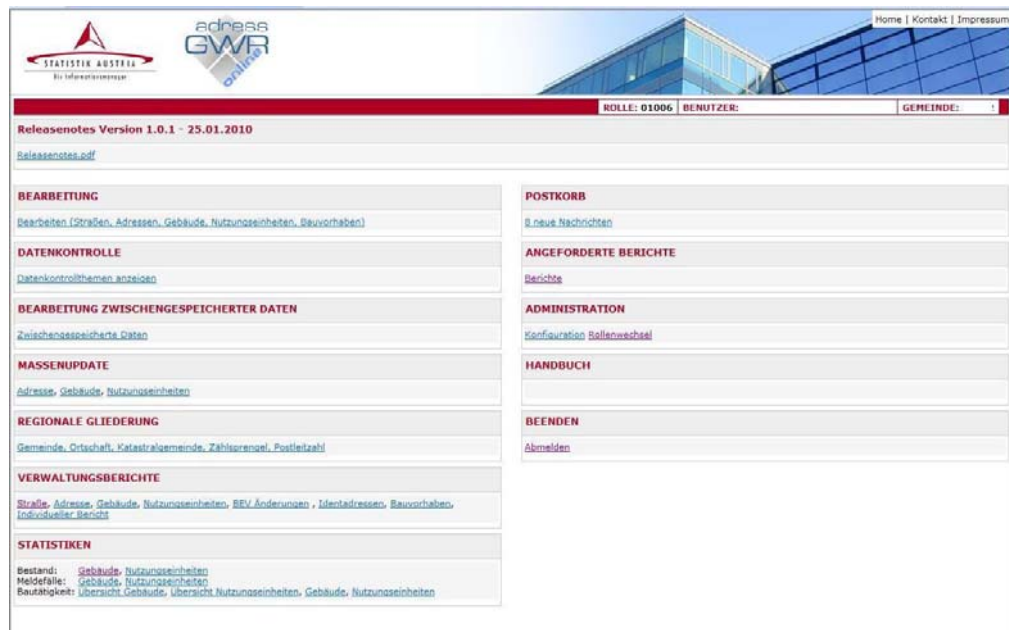 STATISTIK AUSTRIA
Die Informationsmanager
adress
GWR
online
Home | Kontakt | Impressum
ROLLE: 01006 BENUTZER: GEMEINDE:
Releasenotes Version 1.0.1 - 25.01.2010
Releasenotes.pdf
BEARBEITUNG
Bearbeiten (Straßen, Adressen, Gebäude, Nutzungseinheiten, Bauvorhaben)
DATENKONTROLLE
Datenkontrollthemen anzeigen
BEARBEITUNG ZWISCHENGESPEICHERTER DATEN
Zwischengespeicherte Daten
MASSENUPDATE
Adresse, Gebäude, Nutzungseinheiten
REGIONALE GLIEDERUNG
Gemeinde, Ortschaft, Katastralgemeinde, Zählsprengel, Postleitzahl
VERWALTUNGSBERICHTE
Straße, Adresse, Gebäude, Nutzungseinheiten, BEV Änderungen , Identadressen, Bauvorhaben,
Individueller Bericht
STATISTIKEN
Bestand: Gebäude, Nutzungseinheiten
Meldefälle: Gebäude, Nutzungseinheiten
Bautätigkeit: Übersicht Gebäude, Übersicht Nutzungseinheiten, Gebäude, Nutzungseinheiten
POSTKORB
neue Nachrichten
ANGEFORDERTE BERICHTE
Berichte
ADMINISTRATION
Konfiguration Rollenwechsel
HANDBUCH
BEENDEN
Abmelden